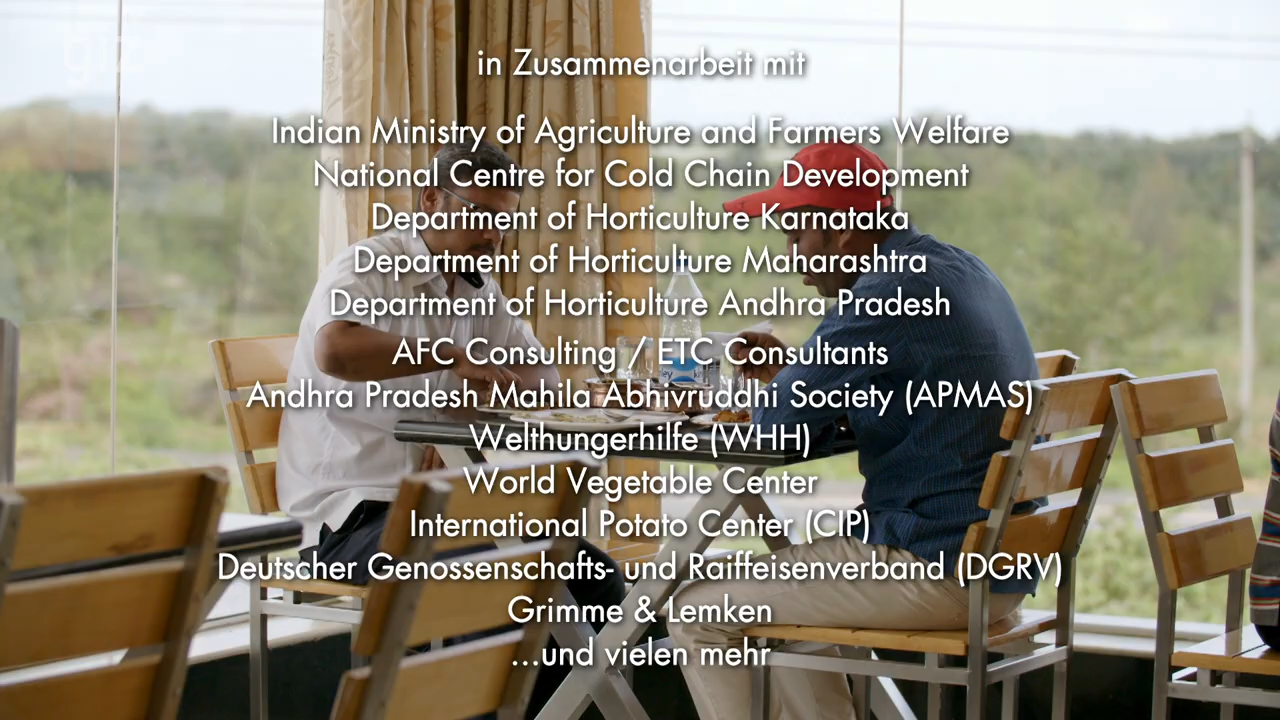 giz
in Zusammenarbeit mit
Indian Ministry of Agriculture and Farmers Welfare
National Centre for Cold Chain Development
Department of Horticulture Karnataka
Department of Horticulture Maharashtra
Department of Horticulture Andhra Pradesh
AFC Consulting / ETC Consultants
Andhra Pradesh Mahila Abhivruddhi Society (APMAS)
Welthungerhilfe (WHH)
World Vegetable Center
International Potato Center (CIP)
Deutscher Genossenschafts- und Raiffeisenverband (DGRV)
Grimme & Lemken
...und vielen mehr